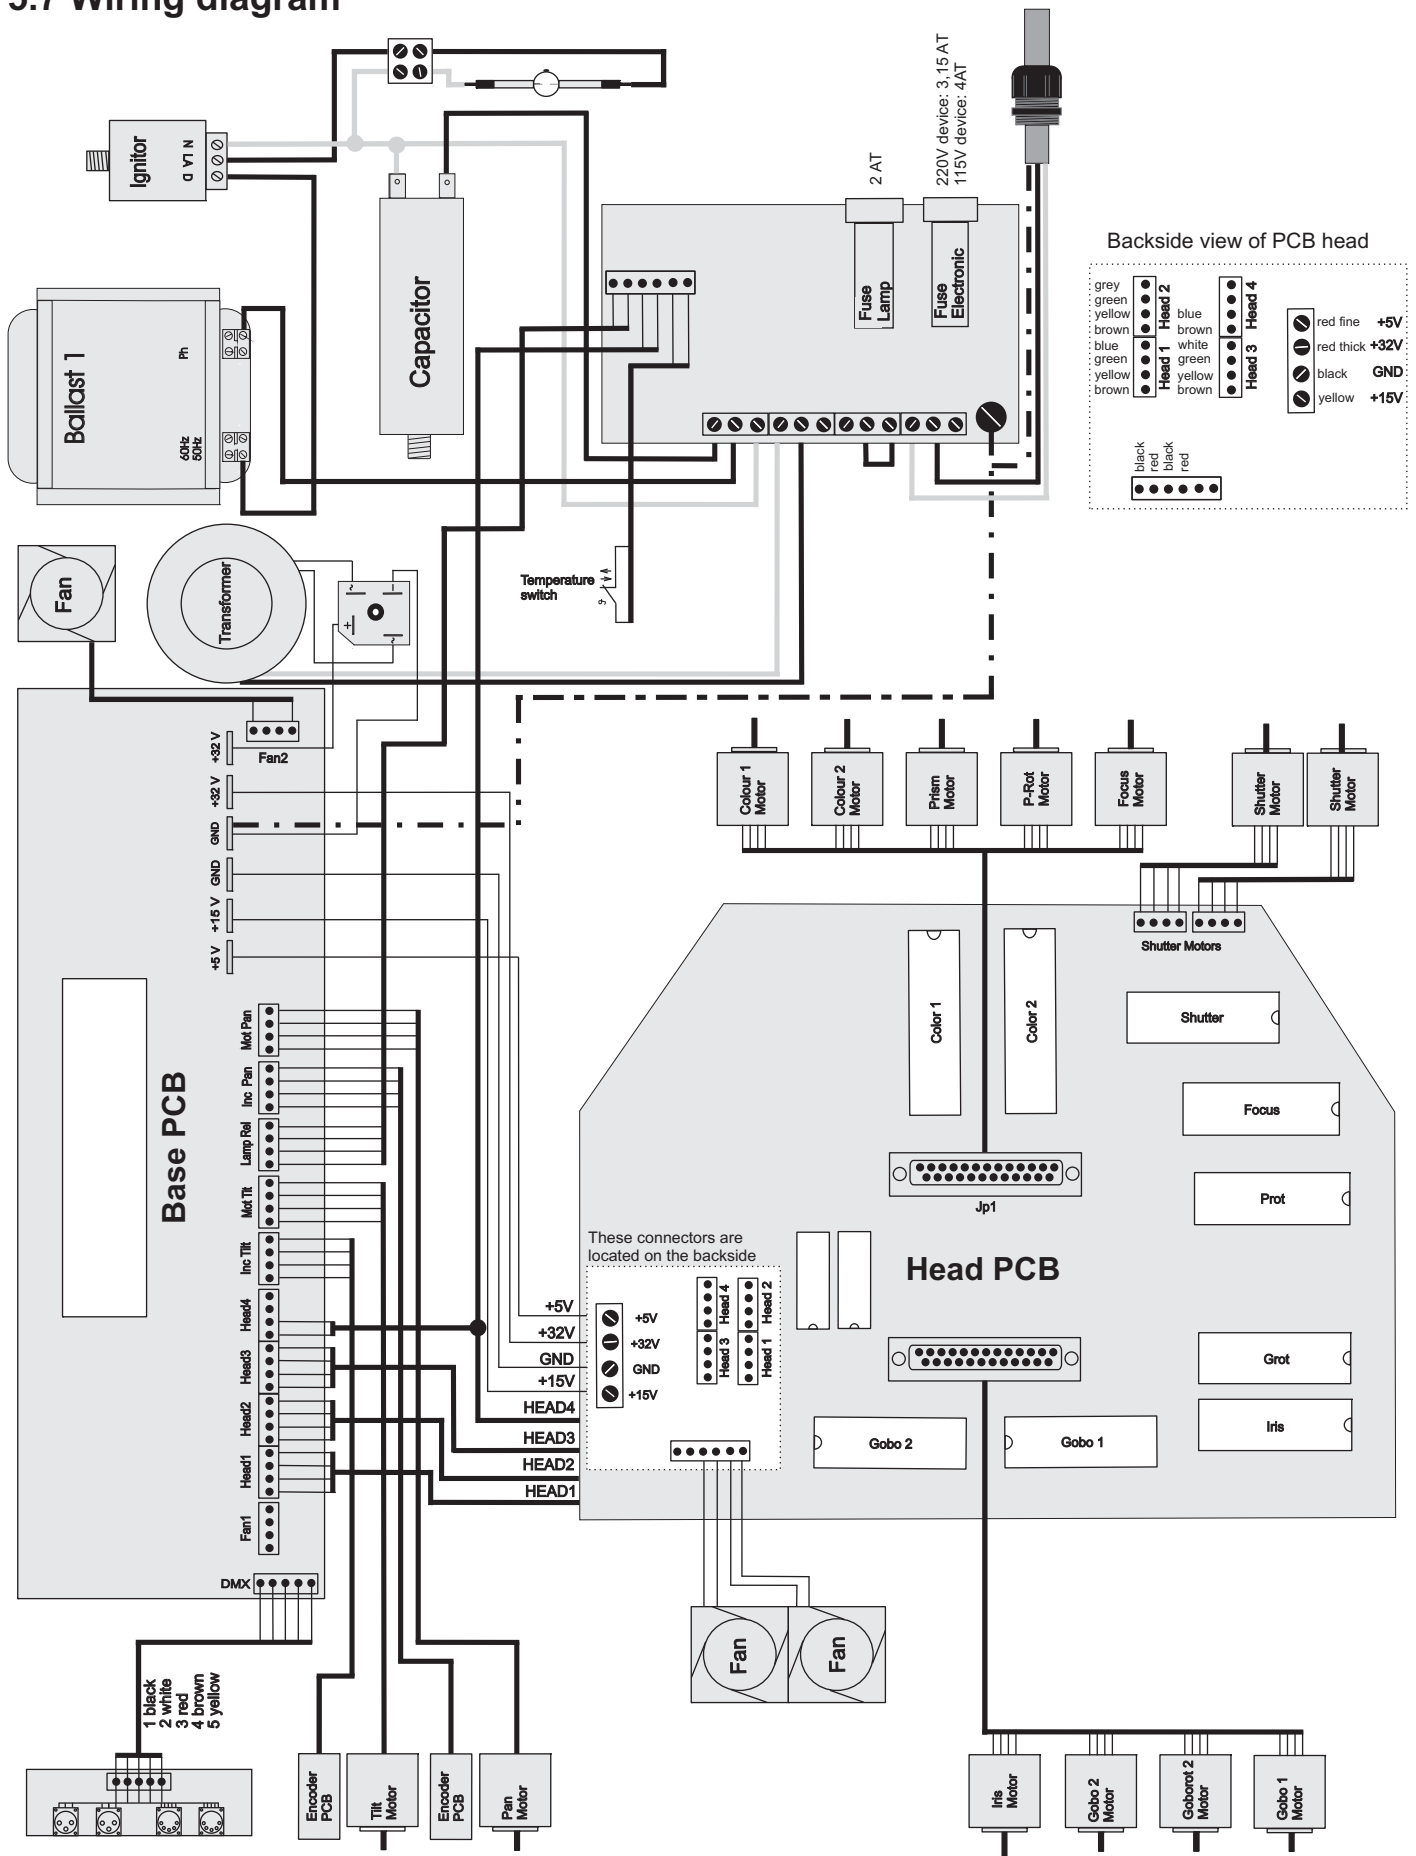 5.7 Wiring diagram
Ignitor
N LA D
Capacitor
2 AT
220V device: 3,15 AT
115V device: 4AT
Fuse
Lamp
Fuse
Electronic
Backside view of PCB head
grey
green
yellow
brown
Head 2
blue
green
yellow
brown
Head 1
blue
brown
Head 4
white
green
yellow
brown
Head 3
red fine +5V
red thick +32V
black GND
yellow +15V
black
red
black
red
Ballast 1
Ph
60Hz
50Hz
Temperature
switch
Fan
Transformer
Fan2
+32 V
+32 V
GND
GND
+15 V
+5 V
Base PCB
Mot Pan
Inc Pan
Lamp Rel
Mot Tlt
Inc Tilt
Head4
Head3
Head2
Head1
Fan1
DMX
Colour 1
Motor
Colour 2
Motor
Prism
Motor
P-Rot
Motor
Focus
Motor
Shutter
Motor
Shutter
Motor
Shutter Motors
Color 1
Color 2
Shutter
Focus
Prot
Jp1
Head PCB
These connectors are
located on the backside
+5V
+32V
GND
+15V
HEAD4
HEAD3
HEAD2
HEAD1
+5V
+32V
GND
+15V
Head 4
Head 2
Head 3
Head 1
Grot
Iris
Gobo 2
Gobo 1
Fan
Fan
1 black
2 white
3 red
4 brown
5 yellow
Encoder
PCB
Tilt
Motor
Encoder
PCB
Pan
Motor
Iris
Motor
Gobo 2
Motor
Goborot 2
Motor
Gobo 1
Motor